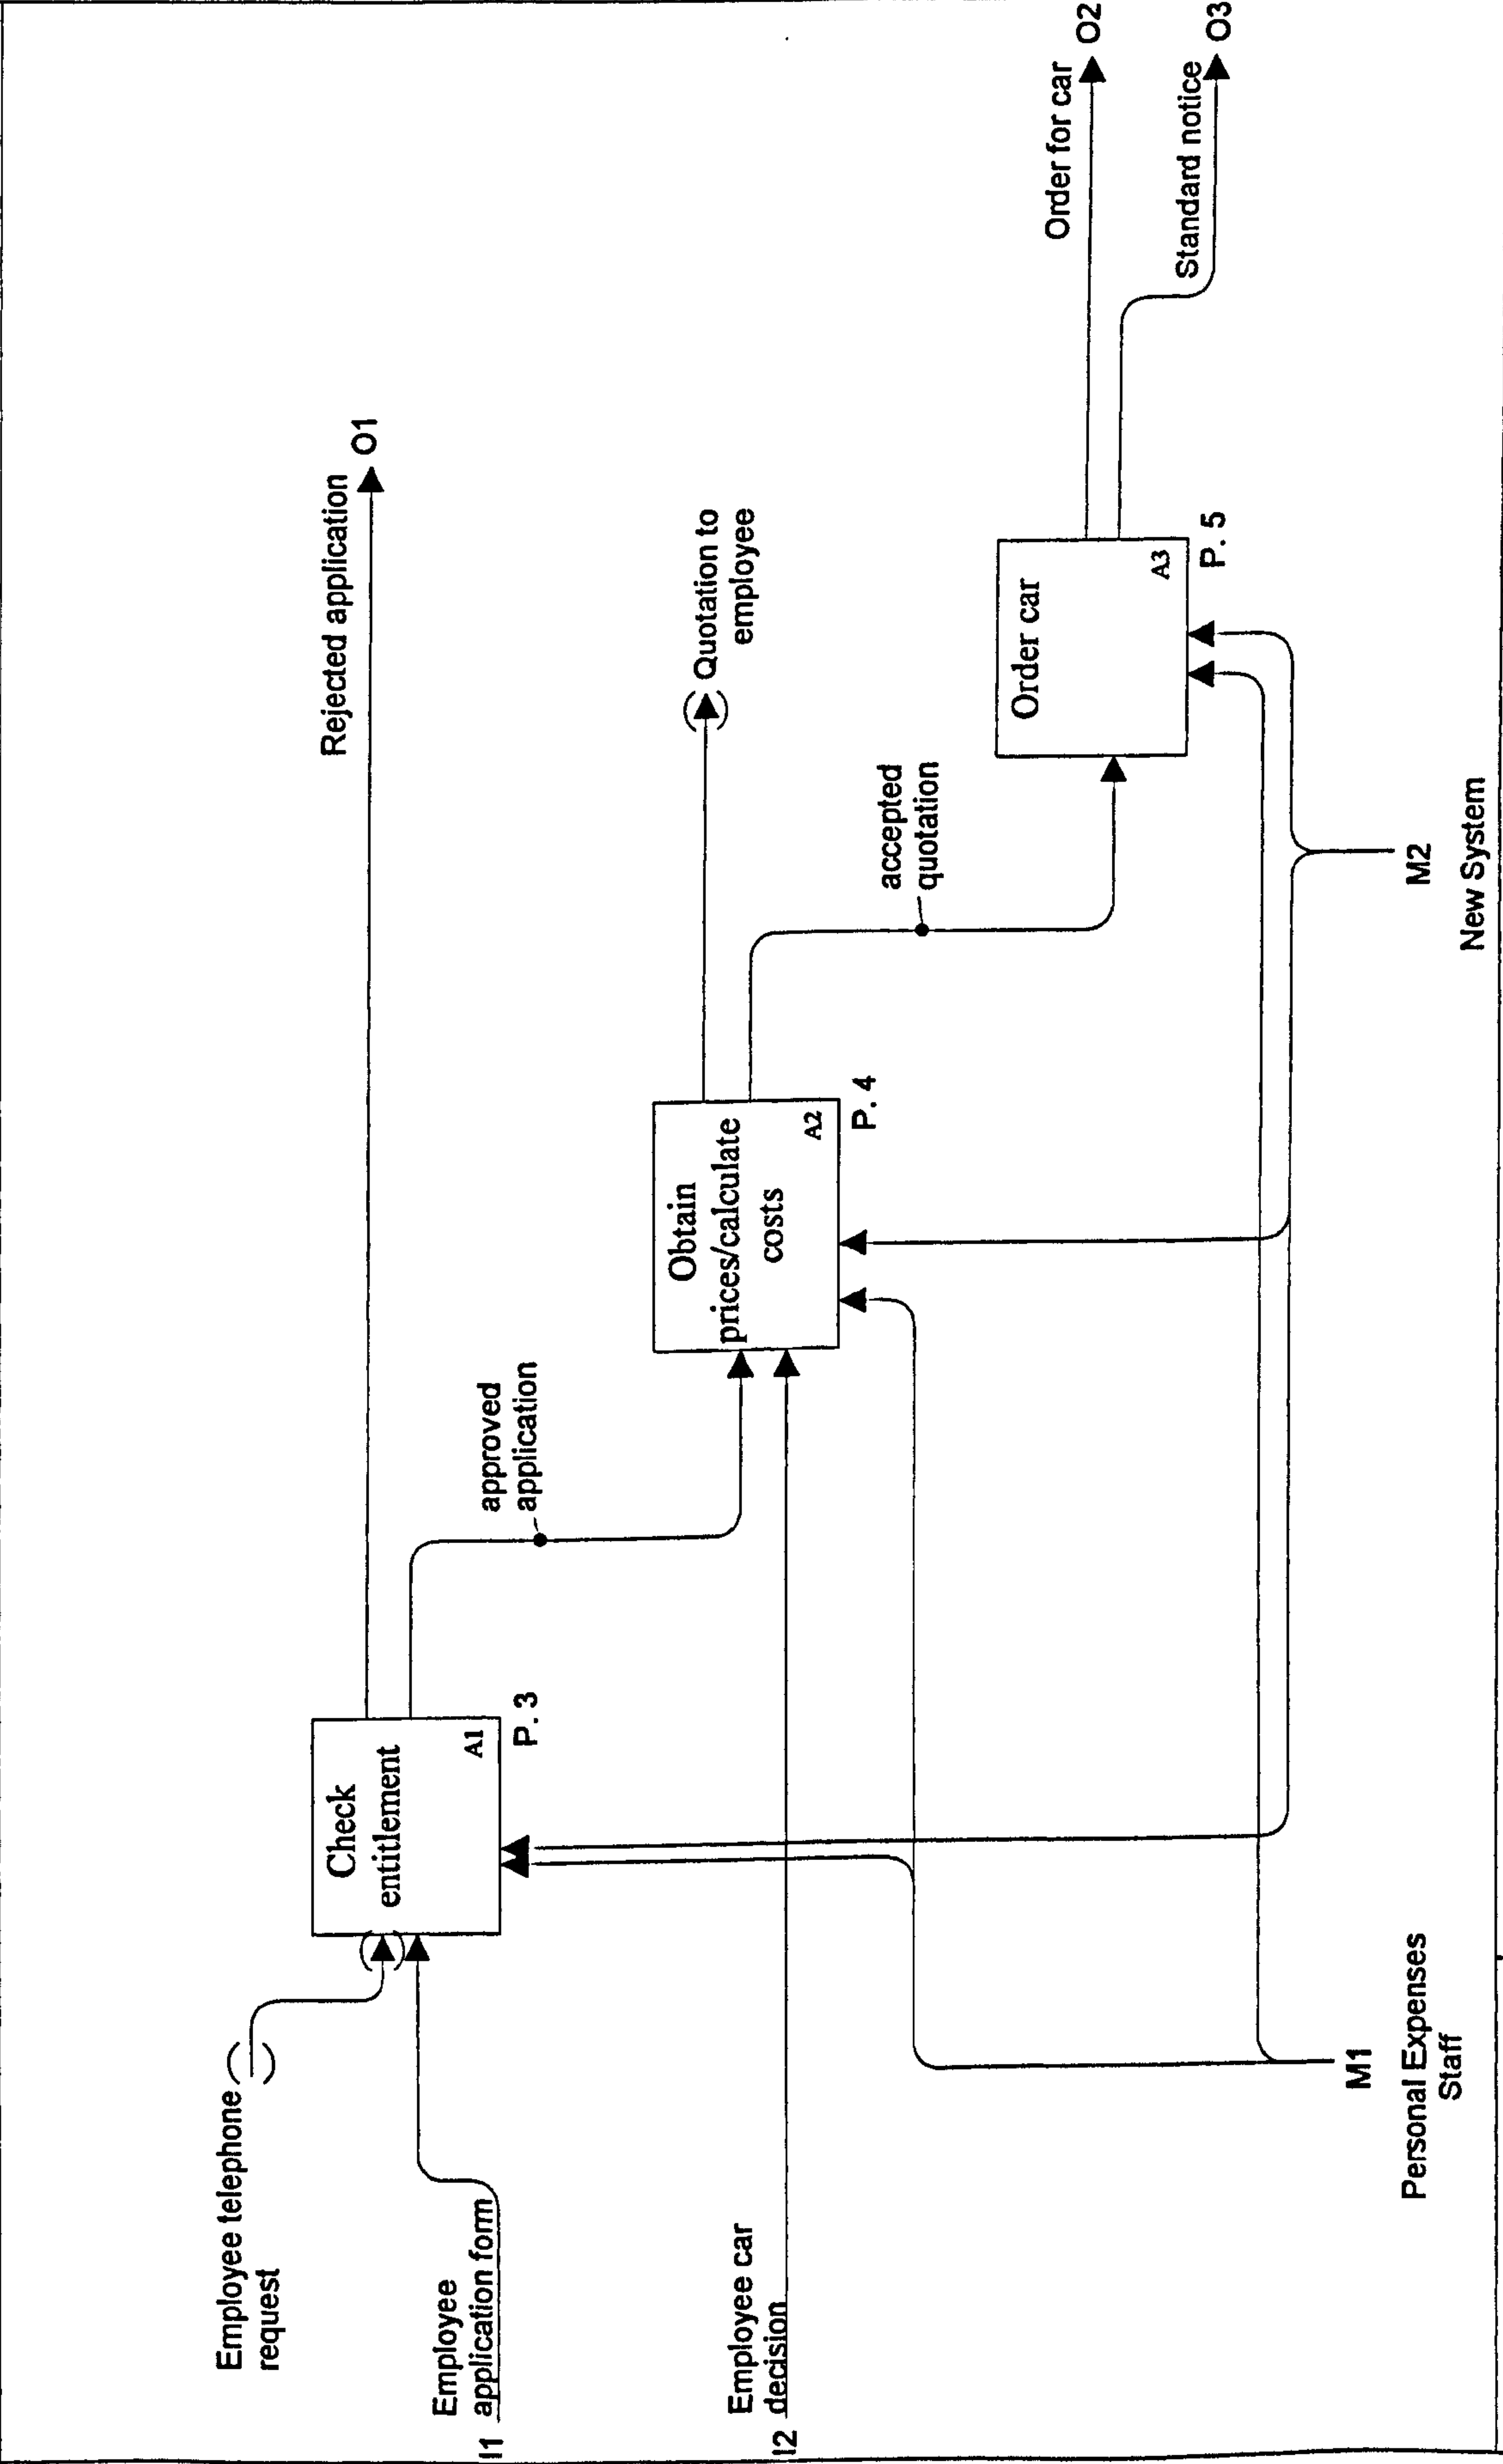 Employee telephone
request
I1
Employee
application form
Check
entitlement
A1
P. 3
Rejected application
O1
approved
application
I2
Employee car
decision
Obtain
prices/calculate
costs
A2
P. 4
Quotation to
employee
accepted
quotation
Order car
A3
P. 5
Order for car
O2
Standard notice
O3
M1
Personal Expenses
Staff
M2
New System